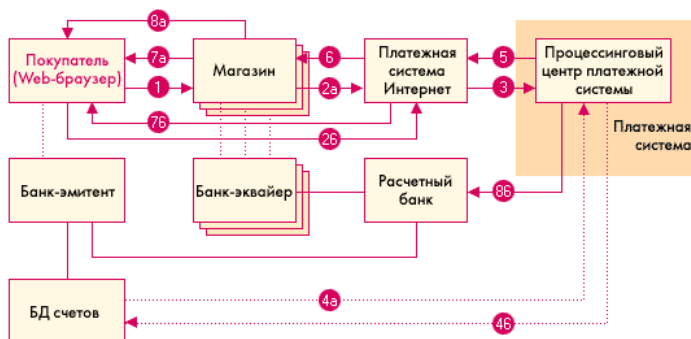 8а
Покупатель
(Web-браузер)
7а
1
Магазин
6
2а
Платежная
система
Интернет
5
3
Процессинговый
центр платежной
системы
7б
2б
Платежная
система
Банк-эмитент
Банк-эквайер
Расчетный
банк
8б
БД счетов
4а
4б